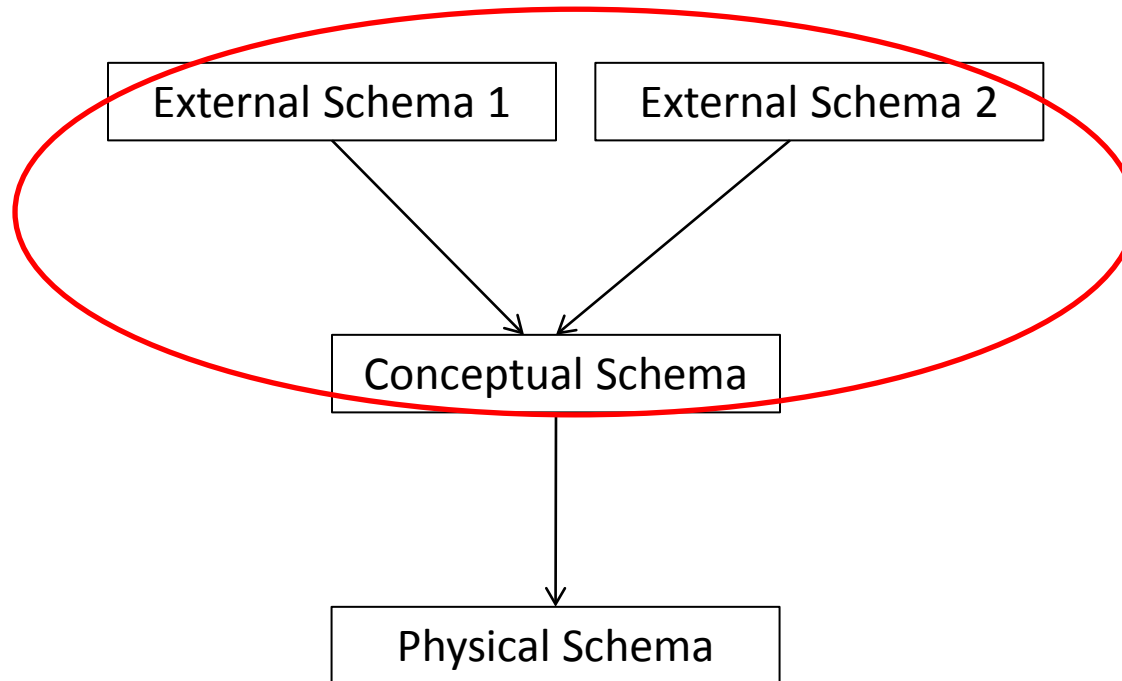 External Schema 1
External Schema 2
Conceptual Schema
Physical Schema